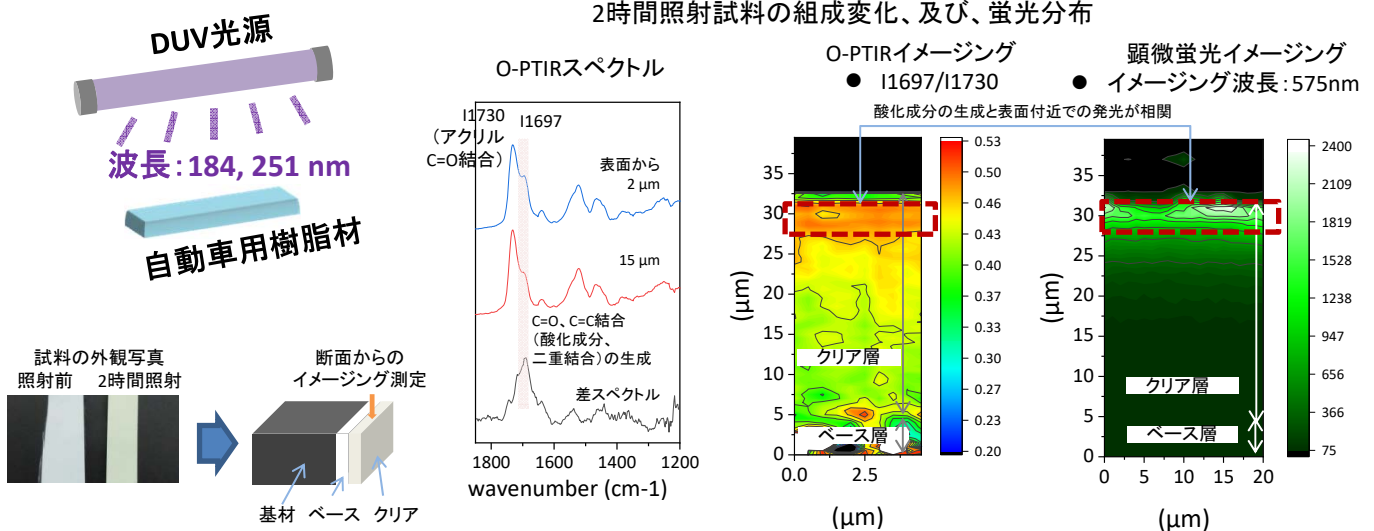 2時間照射試料の組成変化、及び、蛍光分布
DUV光源
波長:184, 251 nm
自動車用樹脂材
試料の外観写真
照射前 2時間照射
断面からの
イメージング測定
基材 ベース クリア
O-PTIRスペクトル
I1730
(アクリル
C=O結合)
I1697
表面から
2 μm
15 μm
C=O、C=C結合
(酸化成分、
二重結合)の生成
差スペクトル
1800 1600 1400 1200
wavenumber (cm-1)
O-PTIRイメージング
● I1697/I1730
顕微蛍光イメージング
● イメージング波長:575nm
酸化成分の生成と表面付近での発光が相関
(μm)
35
30
25
20
15
10
5
0
クリア層
ベース層
0.0 2.5
(μm)
0.53
0.50
0.46
0.43
0.40
0.37
0.33
0.30
0.27
0.23
0.20
(μm)
35
30
25
20
15
10
5
0
クリア層
ベース層
0 5 10 15 20
(μm)
2400
2109
1819
1528
1238
947
656
366
75